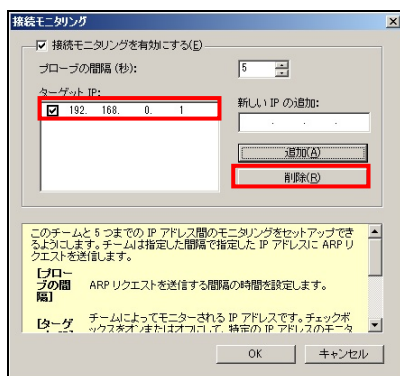 接続モニタリング
接続モニタリングを有効にする(E)
プローブの間隔(秒):
5
ターゲット IP:
192. 168. 0. 1
新しい IP の追加:
. . .
追加(A)
削除(R)
このチームと 5 つまでの IP アドレス間のモニタリングをセットアップでき
るようにします。チームは指定した間隔で指定した IP アドレスに ARP リ
クエストを送信します。
[プロー
ブの間
隔]
ARP リクエストを送信する間隔の時間を設定します。
[ターゲ
チームによってモニターされる IP アドレスです。チェックボ
ックスをオンまたはオフにして、特定の IP アドレスのモニタ
OK
キャンセル